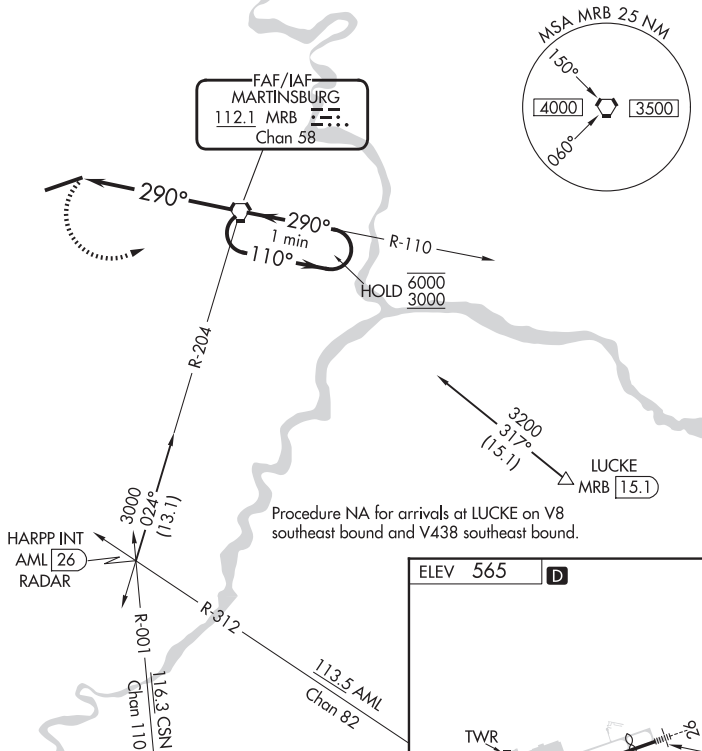 MSA MRB 25 NM
150°
4000
3500
060°
FAF/IAF
MARTINSBURG
112.1 MRB
Chan 58
290°
290°
1 min
110°
R-110
HOLD 6000
3000
R-204
3200
317°
(15.1)
LUCKE
MRB 15.1
3000
024°
(13.1)
Procedure NA for arrivals at LUCKE on V8
southeast bound and V438 southeast bound.
HARPP INT
AML 26
RADAR
R-312
R-001
116.3 CSN
Chan 110
113.5 AML
Chan 82
ELEV 565 D
TWR
26